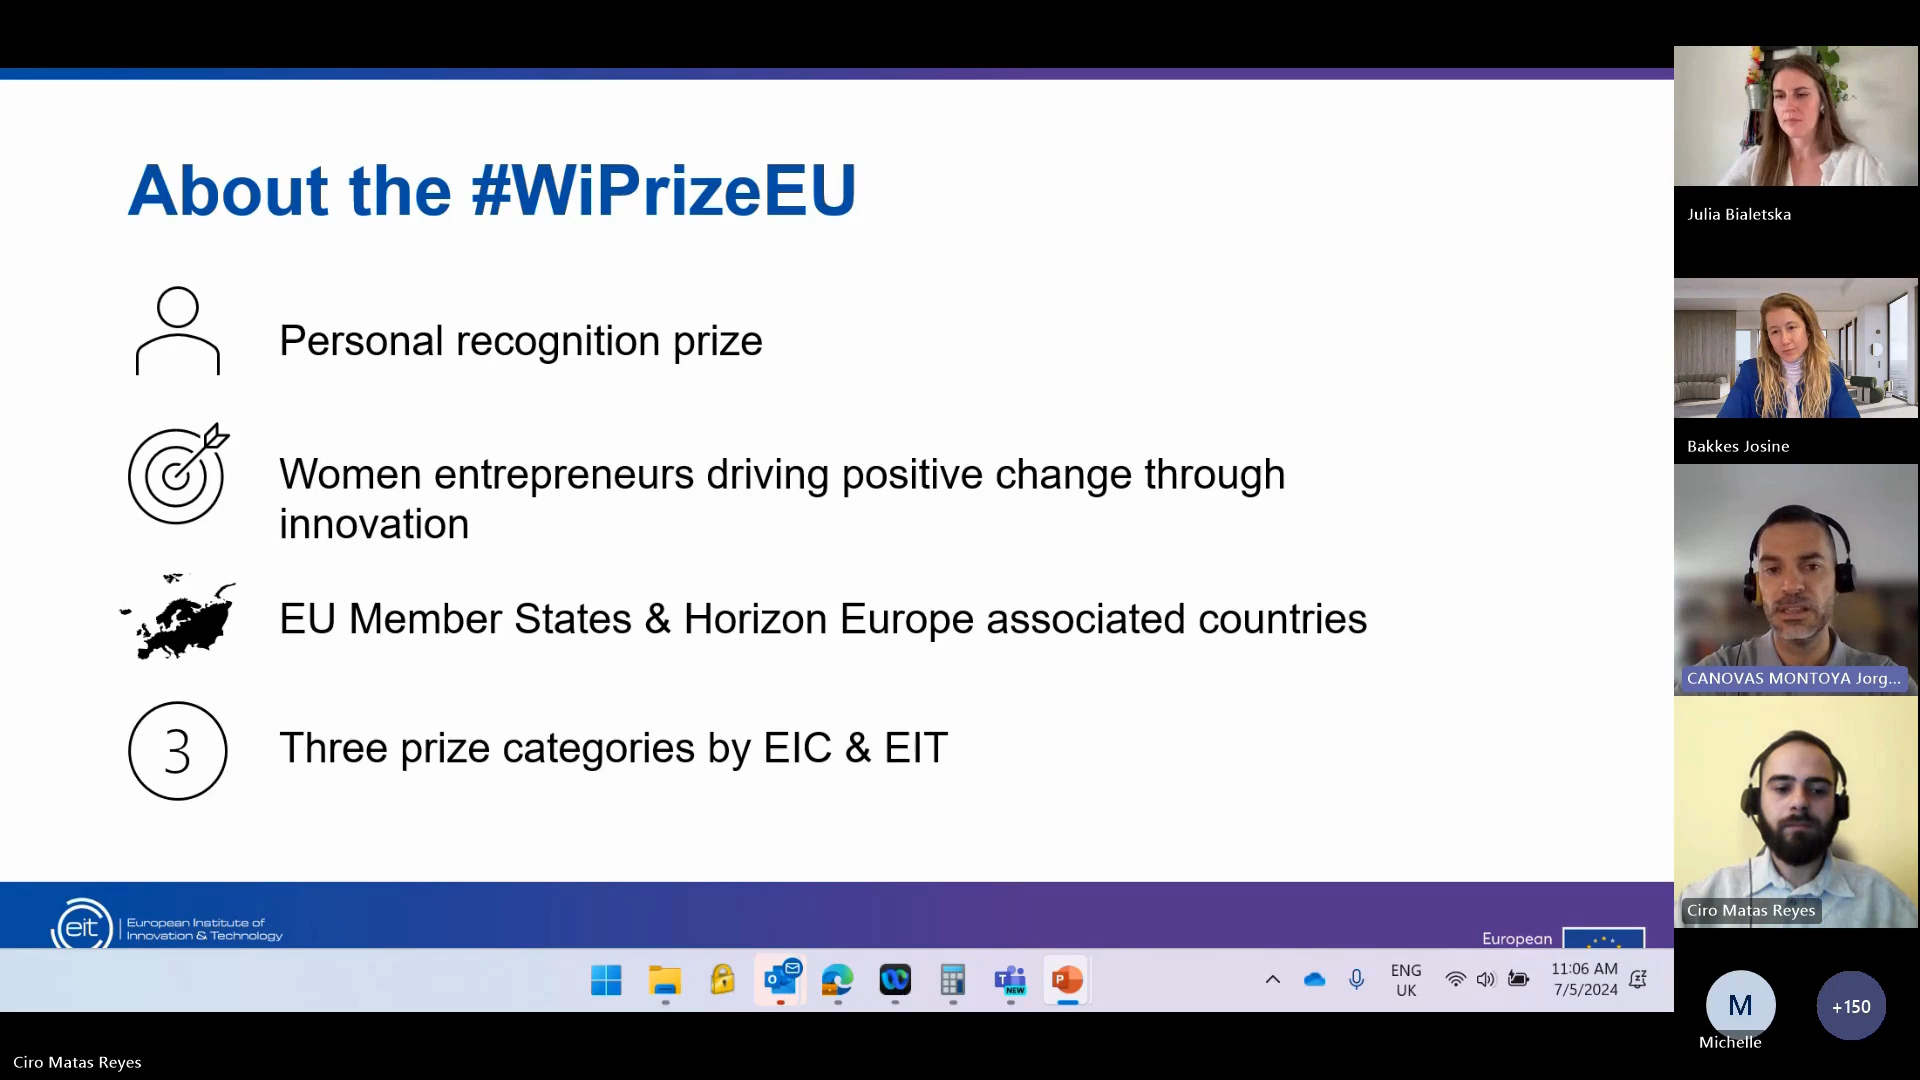 About the #WiPrizeEU
Personal recognition prize
Women entrepreneurs driving positive change through
innovation
EU Member States & Horizon Europe associated countries
3
Three prize categories by EIC & EIT
eit
European Institute of
Innovation & Technology
European
NEW
ENG
UK
11:06 AM
7/5/2024
Ciro Matas Reyes
Julia Bialetska
Bakkes Josine
CANOVAS MONTOYA Jorg...
Ciro Matas Reyes
M
Michelle
+150